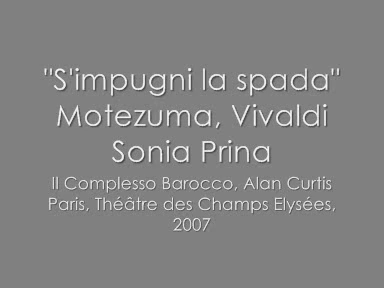 "S'impugni la spada"
Motezuma, Vivaldi
Sonia Prina
Il Complesso Barocco, Alan Curtis
Paris, Théâtre des Champs Elysées,
2007